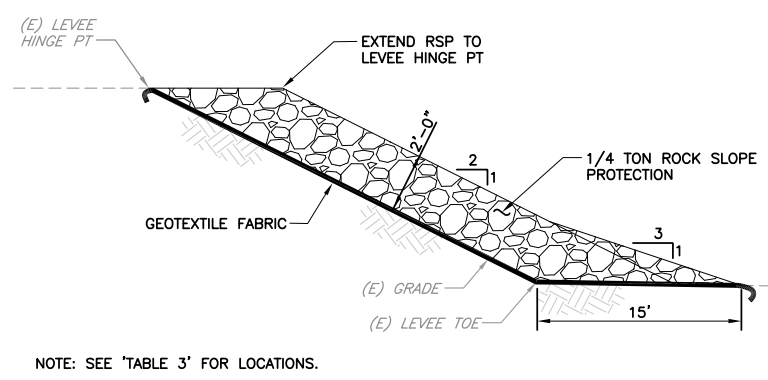 (E) LEVEE
HINGE PT
EXTEND RSP TO
LEVEE HINGE PT
2'-0"
2
1
1/4 TON ROCK SLOPE
PROTECTION
GEOTEXTILE FABRIC
3
1
(E) GRADE
(E) LEVEE TOE
15'
NOTE: SEE 'TABLE 3' FOR LOCATIONS.